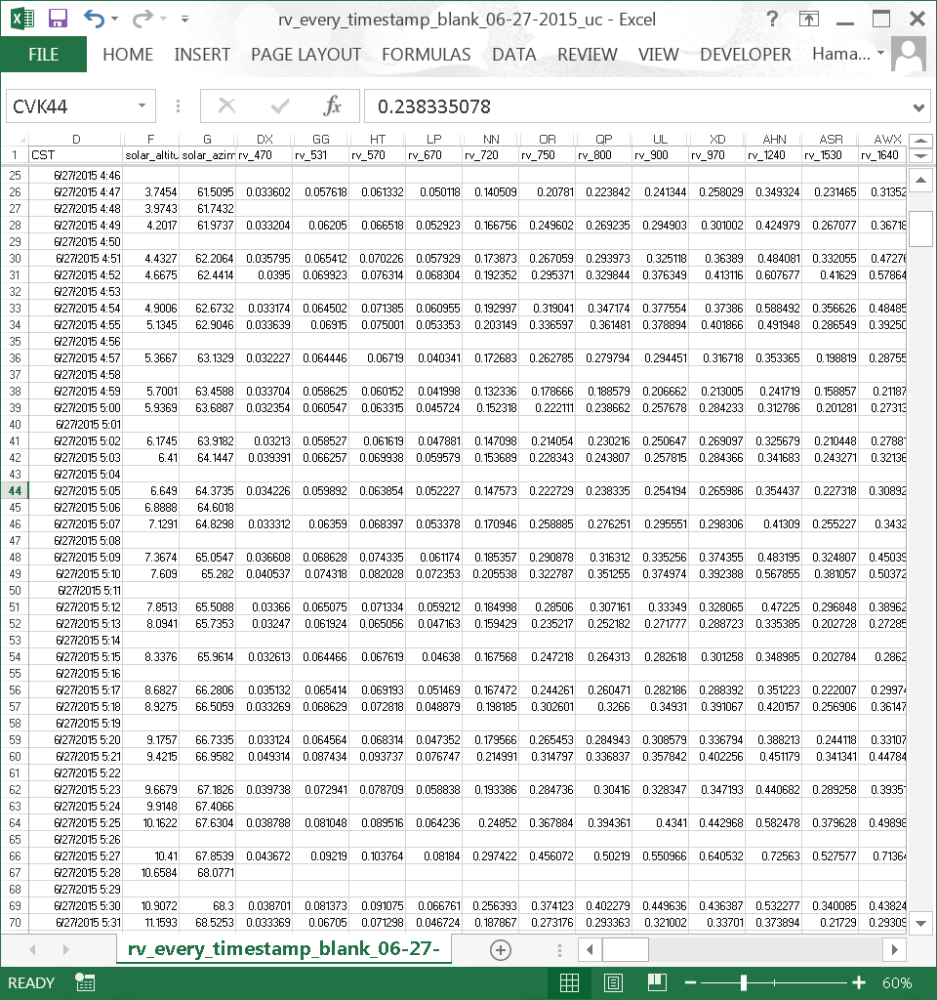 rv_every_timestamp_blank_06-27-2015_uc - Excel ?
FILE HOME INSERT PAGE LAYOUT FORMULAS DATA REVIEW VIEW DEVELOPER Hama...
CVK44 fx 0.238335078
D F G DX GG HT LP NN OR QP UL XD AHN ASR AWX
1 CST solar_altitu solar_azim rv_470 rv_531 rv_570 rv_670 rv_720 rv_750 rv_800 rv_900 rv_970 rv_1240 rv_1530 rv_1640
25 6/27/2015 4:46
26 6/27/2015 4:47 3.7454 61.5095 0.033602 0.057618 0.061332 0.050118 0.140509 0.20781 0.223842 0.241344 0.258029 0.349324 0.231465 0.31352
27 6/27/2015 4:48 3.9743 61.7432
28 6/27/2015 4:49 4.2017 61.9737 0.033204 0.06205 0.066518 0.052923 0.166756 0.249602 0.269235 0.294903 0.301002 0.424979 0.267077 0.36718
29 6/27/2015 4:50
30 6/27/2015 4:51 4.4327 62.2064 0.035795 0.065412 0.070226 0.057929 0.173873 0.267059 0.293973 0.325118 0.36389 0.484081 0.332055 0.47276
31 6/27/2015 4:52 4.6675 62.4414 0.0395 0.069923 0.076314 0.068304 0.192352 0.295371 0.329844 0.376349 0.413116 0.607677 0.41629 0.57864
32 6/27/2015 4:53
33 6/27/2015 4:54 4.9006 62.6732 0.033174 0.064502 0.071385 0.060955 0.192997 0.319041 0.347174 0.377554 0.37386 0.588492 0.356626 0.48485
34 6/27/2015 4:55 5.1345 62.9046 0.033639 0.06915 0.075001 0.053353 0.203149 0.336597 0.361481 0.378894 0.401866 0.491948 0.286549 0.39250
35 6/27/2015 4:56
36 6/27/2015 4:57 5.3667 63.1329 0.032227 0.064446 0.06719 0.040341 0.172683 0.262785 0.279794 0.294451 0.316718 0.353365 0.198819 0.28755
37 6/27/2015 4:58
38 6/27/2015 4:59 5.7001 63.4588 0.033704 0.058625 0.060152 0.041998 0.132336 0.178666 0.188579 0.206662 0.213005 0.241719 0.158857 0.21187
39 6/27/2015 5:00 5.9369 63.6887 0.032354 0.060547 0.063315 0.045724 0.152318 0.222111 0.238662 0.257678 0.284233 0.312786 0.201281 0.27313
40 6/27/2015 5:01
41 6/27/2015 5:02 6.1745 63.9182 0.03213 0.058527 0.061619 0.047881 0.147098 0.214054 0.230216 0.250647 0.269097 0.325679 0.210448 0.27887
42 6/27/2015 5:03 6.41 64.1447 0.039391 0.066257 0.069938 0.059579 0.153689 0.228343 0.243807 0.257815 0.284366 0.341683 0.243271 0.32136
43 6/27/2015 5:04
44 6/27/2015 5:05 6.649 64.3735 0.034226 0.059892 0.063854 0.052227 0.147573 0.222729 0.238335 0.254194 0.265986 0.354437 0.227318 0.30892
45 6/27/2015 5:06 6.8888 64.6018
46 6/27/2015 5:07 7.1291 64.8298 0.033312 0.06359 0.068397 0.053378 0.170946 0.258885 0.276251 0.295551 0.298306 0.41309 0.255227 0.3432
47 6/27/2015 5:08
48 6/27/2015 5:09 7.3674 65.0547 0.036608 0.068628 0.074335 0.061174 0.185357 0.290878 0.316312 0.335256 0.374355 0.483195 0.324807 0.45039
49 6/27/2015 5:10 7.609 65.282 0.040537 0.074318 0.082028 0.072353 0.205538 0.322787 0.351255 0.374974 0.392388 0.567855 0.381057 0.50372
50 6/27/2015 5:11
51 6/27/2015 5:12 7.8513 65.5088 0.03366 0.065075 0.071334 0.059212 0.184998 0.28506 0.307161 0.33349 0.328065 0.47225 0.296848 0.38962
52 6/27/2015 5:13 8.0941 65.7353 0.03247 0.061924 0.065056 0.047163 0.159429 0.235217 0.252182 0.271777 0.288723 0.335385 0.202728 0.27285
53 6/27/2015 5:14
54 6/27/2015 5:15 8.3376 65.9614 0.032613 0.064466 0.067619 0.04638 0.167568 0.247218 0.264313 0.282618 0.301258 0.348985 0.202784 0.2862
55 6/27/2015 5:16
56 6/27/2015 5:17 8.6827 66.2806 0.035132 0.065414 0.069193 0.051469 0.167472 0.244261 0.260471 0.282186 0.288392 0.351223 0.222007 0.29974
57 6/27/2015 5:18 8.9275 66.5059 0.033269 0.068629 0.072818 0.048879 0.198185 0.302601 0.3266 0.34931 0.391067 0.420157 0.256906 0.36147
58 6/27/2015 5:19
59 6/27/2015 5:20 9.1757 66.7335 0.033124 0.064564 0.068314 0.047352 0.179566 0.265453 0.284943 0.308579 0.336794 0.388213 0.244118 0.33107
60 6/27/2015 5:21 9.4215 66.9582 0.049314 0.087434 0.093737 0.076747 0.214991 0.314797 0.336837 0.357842 0.402256 0.451179 0.341341 0.44784
61 6/27/2015 5:22
62 6/27/2015 5:23 9.6679 67.1826 0.039738 0.072941 0.078709 0.058838 0.193386 0.284736 0.30416 0.328347 0.347193 0.440682 0.289258 0.39357
63 6/27/2015 5:24 9.9148 67.4066
64 6/27/2015 5:25 10.1622 67.6304 0.038788 0.081048 0.089516 0.064236 0.24852 0.367884 0.394361 0.4341 0.442968 0.582478 0.379628 0.49898
65 6/27/2015 5:26
66 6/27/2015 5:27 10.41 67.8539 0.043672 0.09219 0.103764 0.08184 0.297422 0.456072 0.50219 0.550966 0.640532 0.72563 0.527577 0.71364
67 6/27/2015 5:28 10.6584 68.0771
68 6/27/2015 5:29
69 6/27/2015 5:30 10.9072 68.3 0.038701 0.081373 0.091075 0.066761 0.256393 0.374123 0.402279 0.449636 0.436387 0.532277 0.340085 0.43824
70 6/27/2015 5:31 11.1593 68.5253 0.033369 0.06705 0.071298 0.046724 0.187867 0.273176 0.293363 0.321002 0.33701 0.373894 0.21729 0.29309
rv_every_timestamp_blank_06-27-
READY 60%